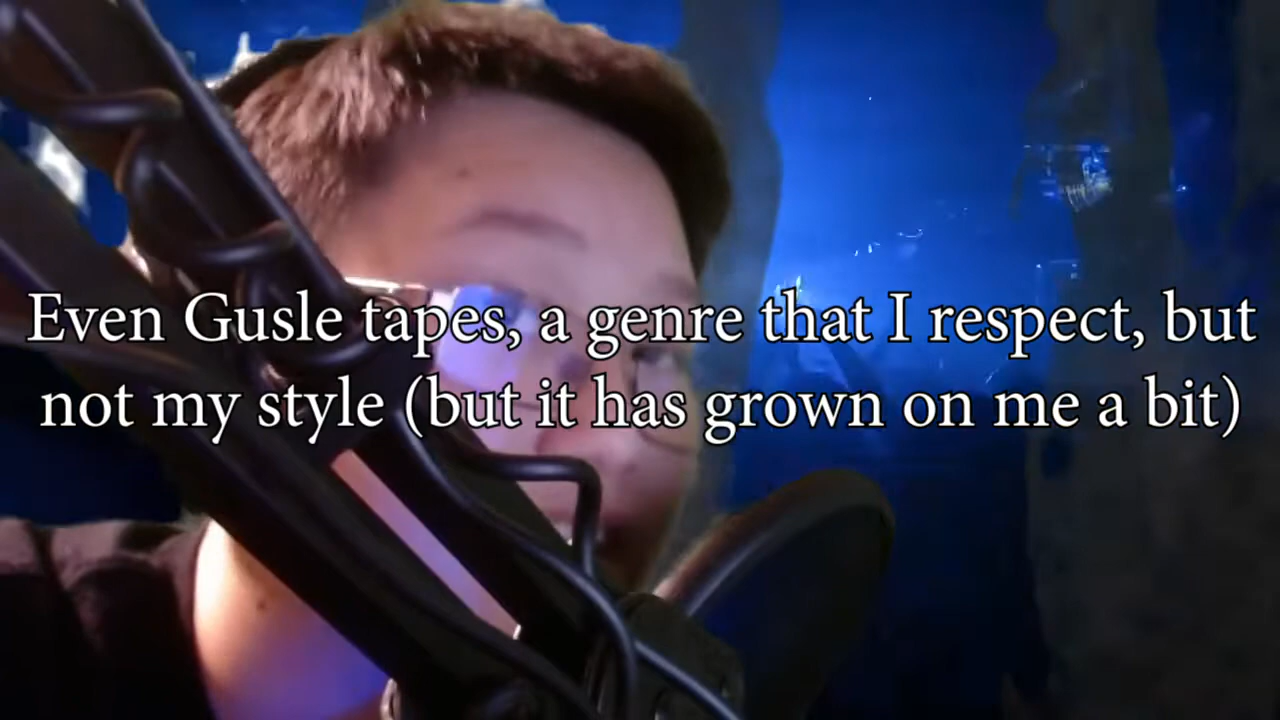 Even Gusle tapes, a genre that I respect, but
not my style (but it has grown on me a bit)